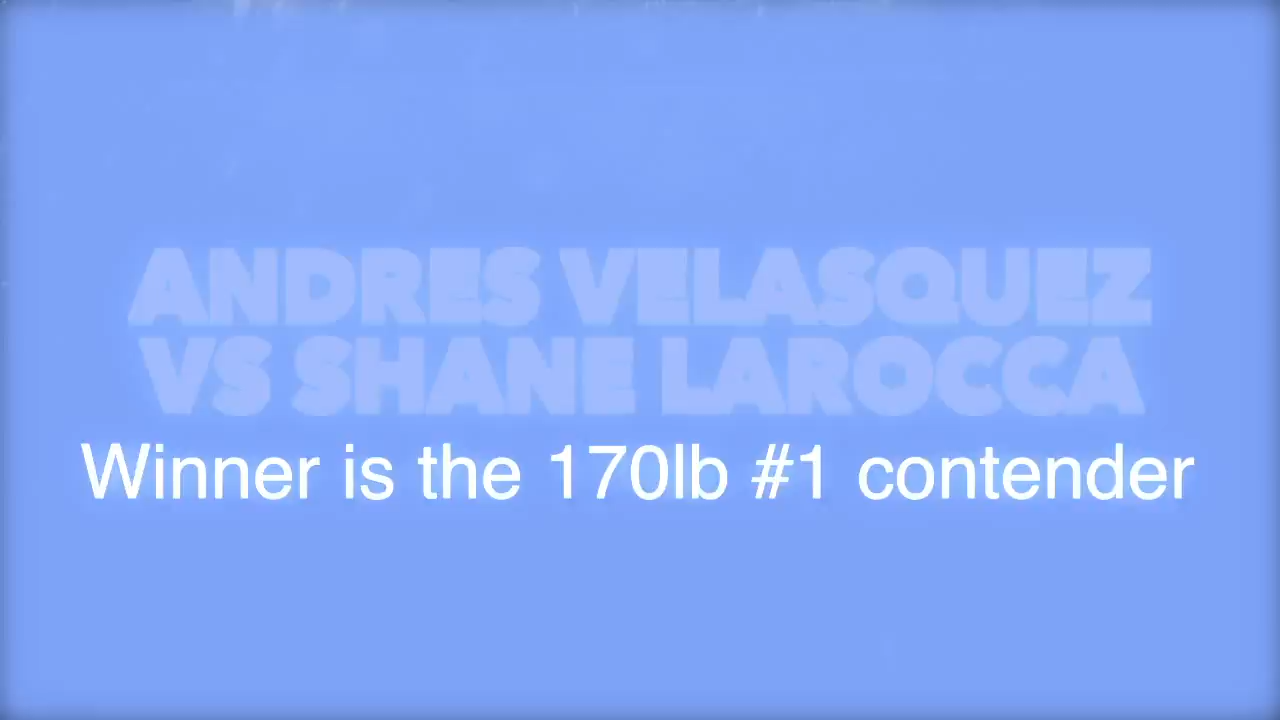 ANDRES VELASQUEZ
VS SHANE LAROCCA
Winner is the 170lb #1 contender